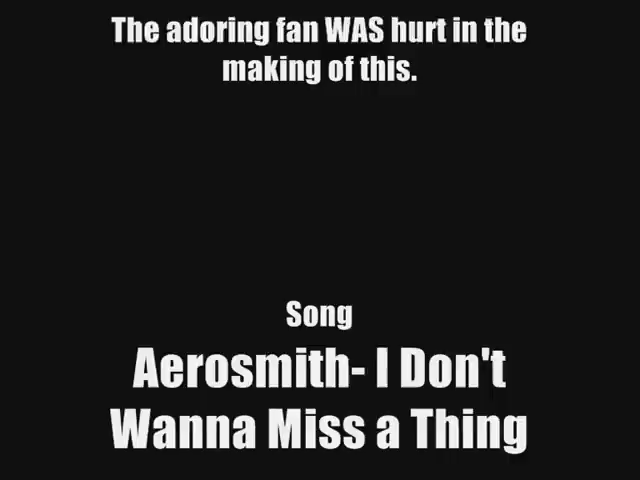 The adoring fan WAS hurt in the
making of this.
Song
Aerosmith- I Don't
Wanna Miss a Thing